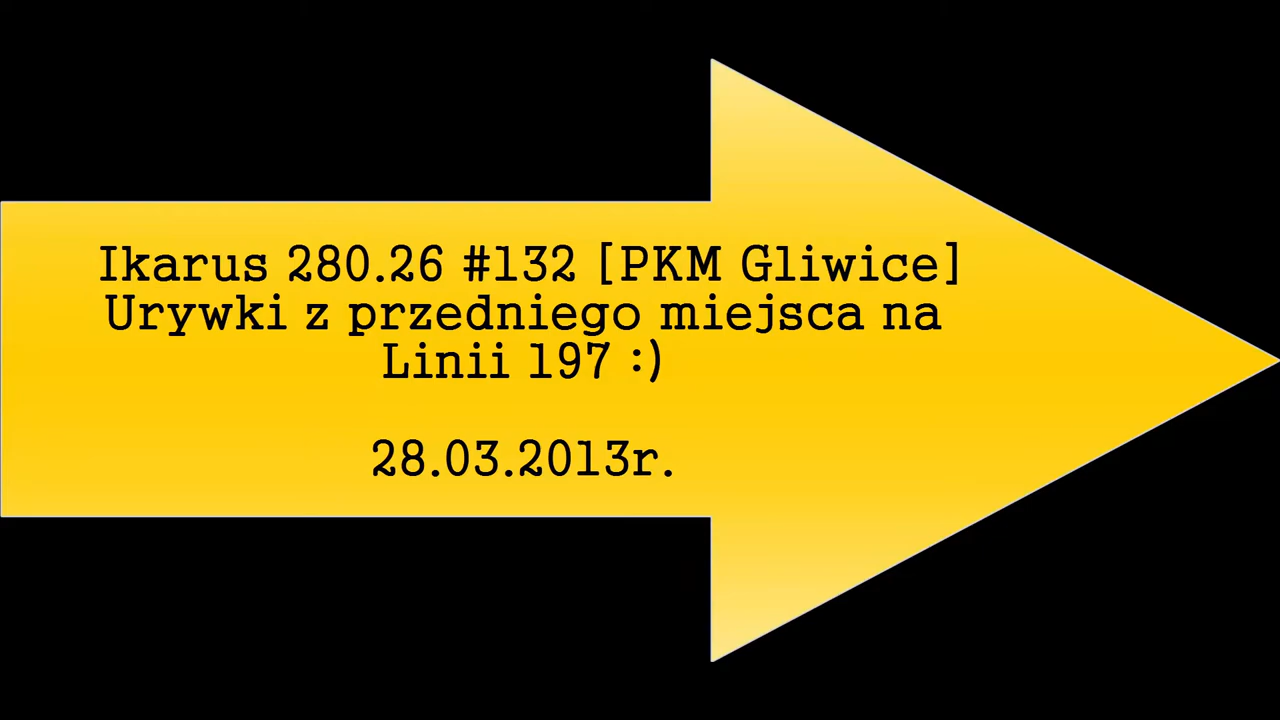 Ikarus 280.26 #132 [PKM Gliwice]
Urywki z przedniego miejsca na
Linii 197 :)
28.03.2013r.